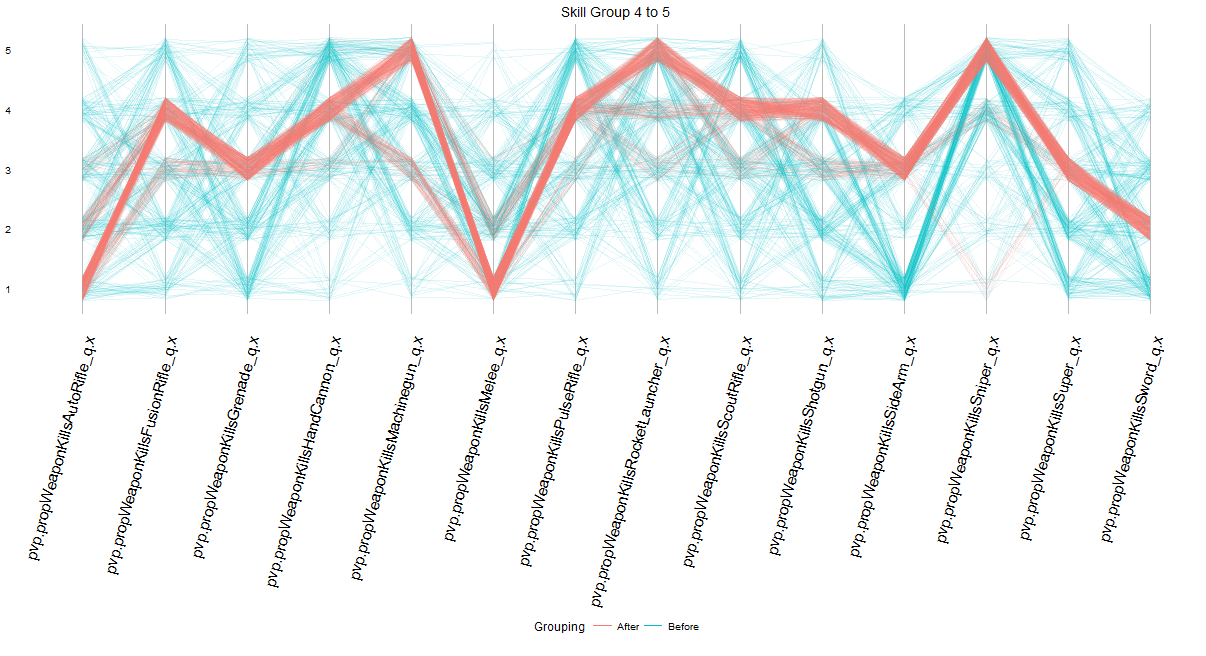 Skill Group 4 to 5
5
4
3
2
1
pvp.propWeaponKillsAutoRifle_q.x
pvp.propWeaponKillsFusionRifle_q.x
pvp.propWeaponKillsGrenade_q.x
pvp.propWeaponKillsHandCannon_q.x
pvp.propWeaponKillsMachinegun_q.x
pvp.propWeaponKillsMelee_q.x
pvp.propWeaponKillsPulseRifle_q.x
pvp.propWeaponKillsRocketLauncher_q.x
pvp.propWeaponKillsScoutRifle_q.x
pvp.propWeaponKillsShotgun_q.x
pvp.propWeaponKillsSideArm_q.x
pvp.propWeaponKillsSniper_q.x
pvp.propWeaponKillsSuper_q.x
pvp.propWeaponKillsSword_q.x
Grouping After Before